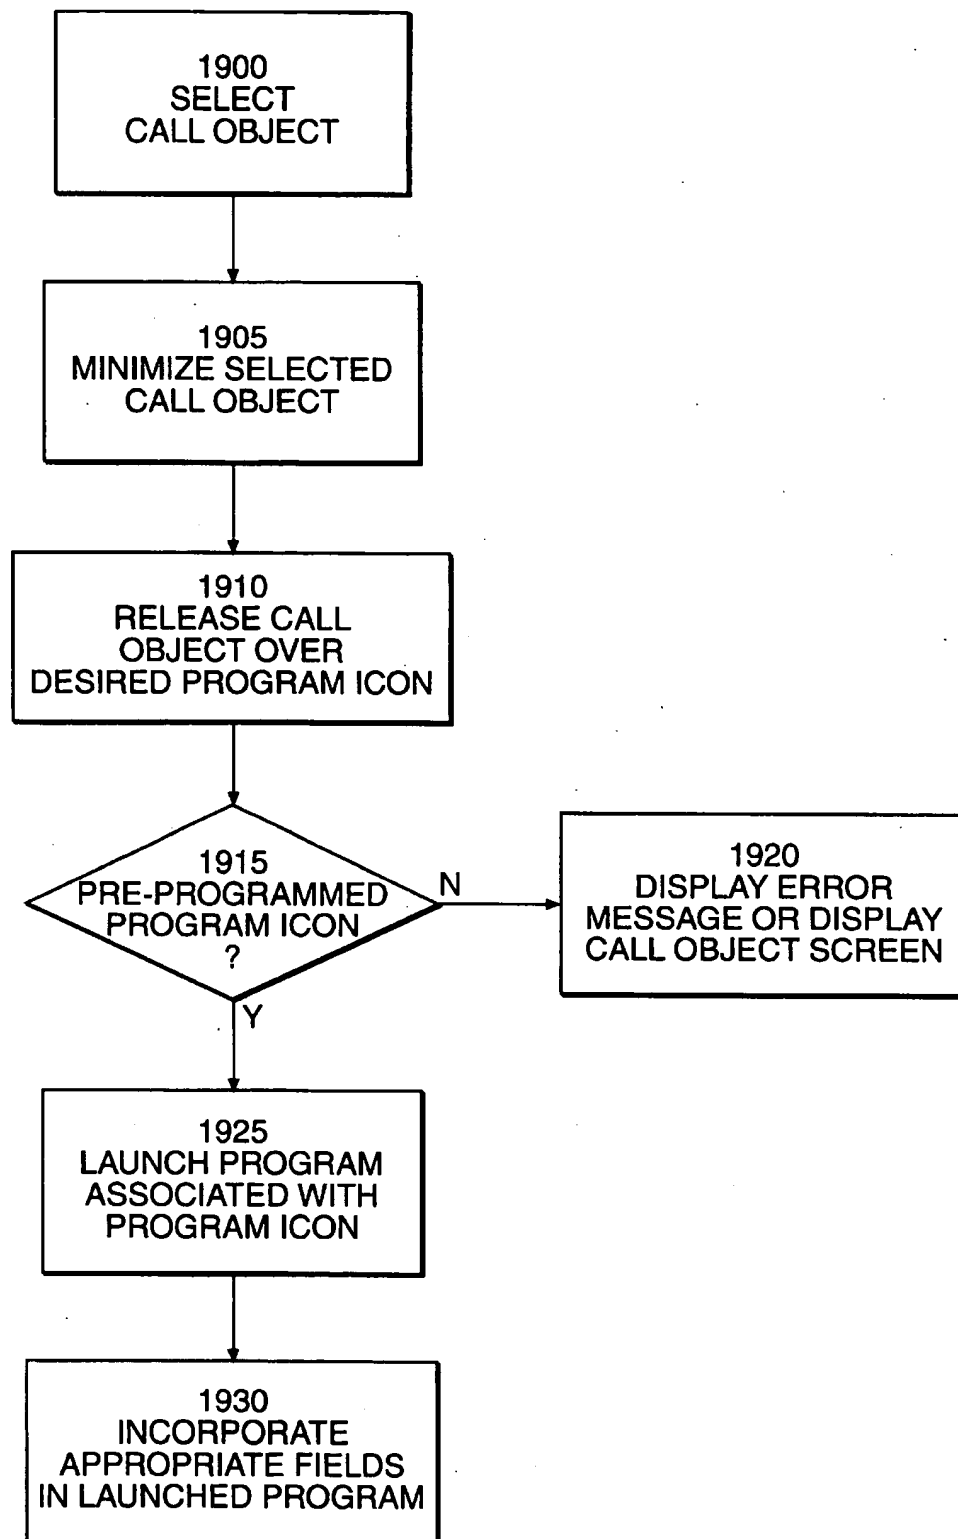 1900
SELECT
CALL OBJECT
1905
MINIMIZE SELECTED
CALL OBJECT
1910
RELEASE CALL
OBJECT OVER
DESIRED PROGRAM ICON
1915
PRE-PROGRAMMED
PROGRAM ICON
?
N
1920
DISPLAY ERROR
MESSAGE OR DISPLAY
CALL OBJECT SCREEN
Y
1925
LAUNCH PROGRAM
ASSOCIATED WITH
PROGRAM ICON
1930
INCORPORATE
APPROPRIATE FIELDS
IN LAUNCHED PROGRAM